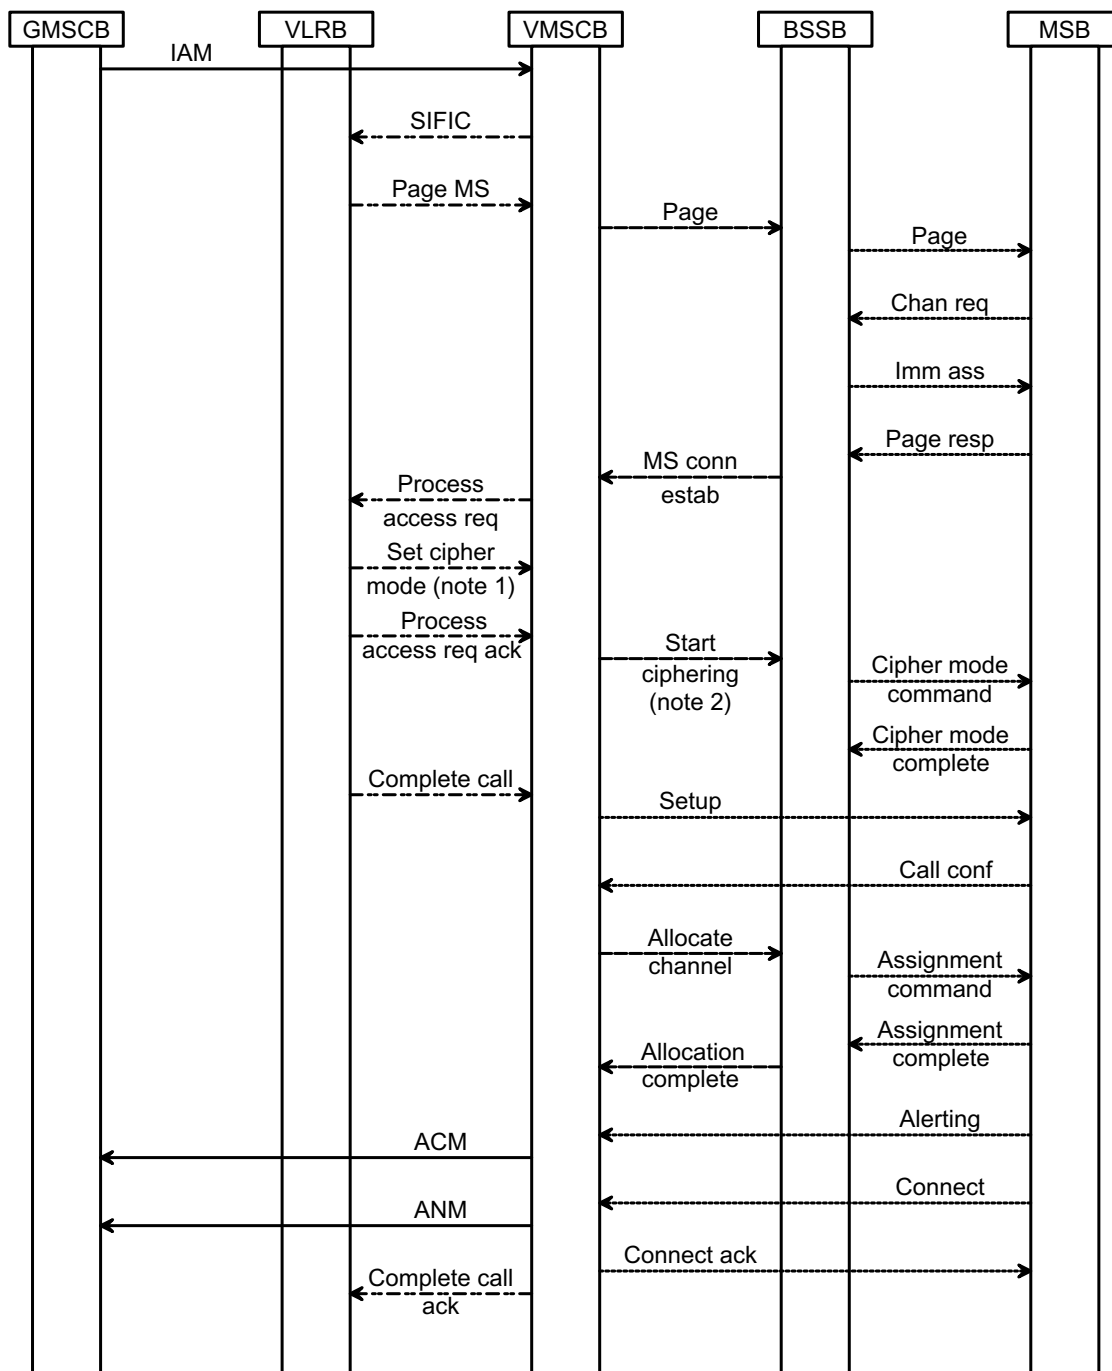 GMSCB
VLRB
VMSCB
BSSB
MSB
IAM
SIFIC
Page MS
Page
Page
Chan req
Imm ass
Page resp
MS conn
estab
Process
access req
Set cipher
mode (note 1)
Process
access req ack
Start
ciphering
(note 2)
Cipher mode
command
Cipher mode
complete
Complete call
Setup
Call conf
Allocate
channel
Assignment
command
Assignment
complete
Allocation
complete
Alerting
ACM
Connect
ANM
Connect ack
Complete call
ack